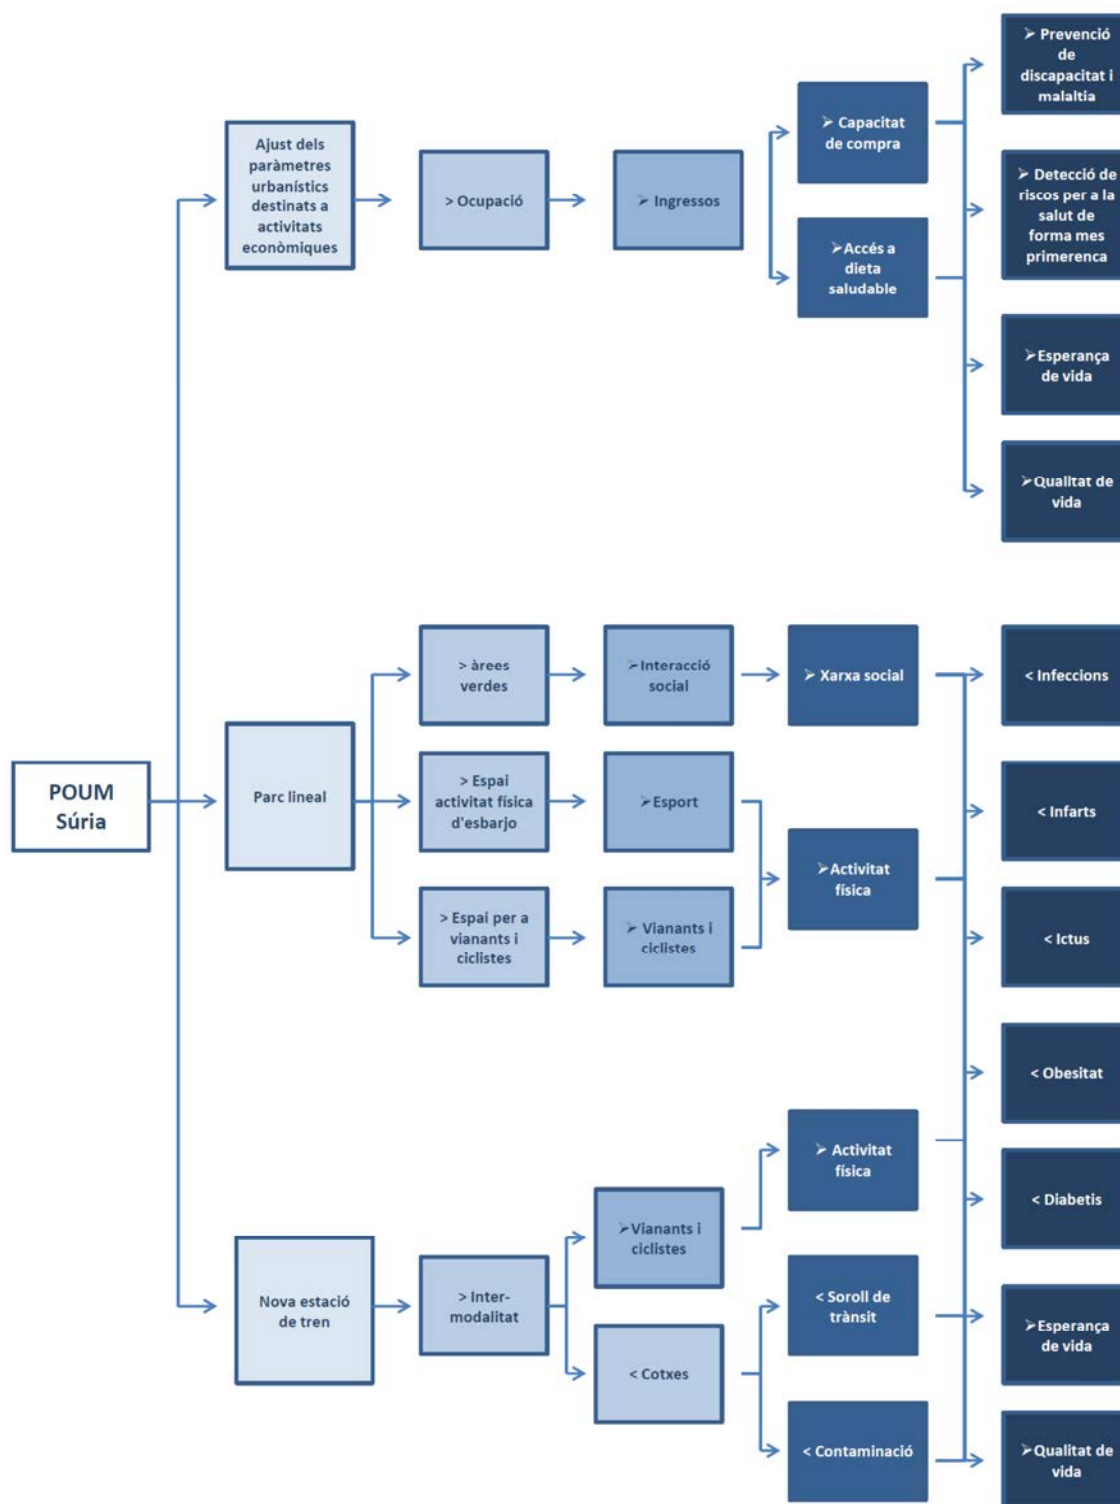 POUM
Súria
Ajust dels
paràmetres
urbanístics
destinats a
activitats
econòmiques
> Ocupació
➢ Ingressos
➢ Capacitat
de compra
➢Accés a
dieta
saludable
➢ Prevenció
de
discapacitat i
malaltia
➢ Detecció de
riscos per a la
salut de
forma mes
primerenca
➢Esperança
de vida
➢Qualitat de
vida
Parc lineal
> àrees
verdes
➢Interacció
social
➢ Xarxa social
> Espai
activitat física
d'esbarjo
➢Esport
> Espai per a
vianants i
ciclistes
➢ Vianants i
ciclistes
➢Activitat
física
< Infeccions
< Infarts
< Ictus
< Obesitat
< Diabetis
➢Esperança
de vida
➢Qualitat de
vida
Nova estació
de tren
> Inter-
modalitat
➢Vianants i
ciclistes
< Cotxes
➢ Activitat
física
< Soroll de
trànsit
< Contaminació